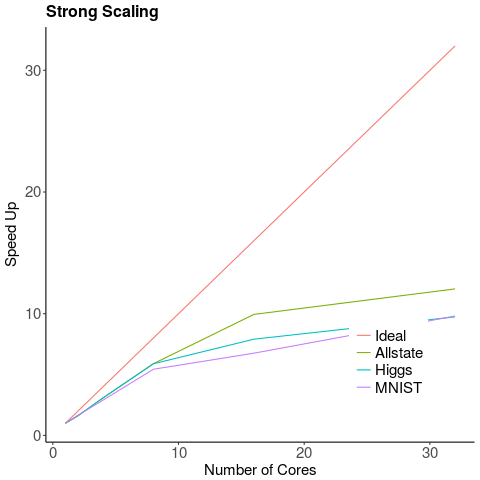 Strong Scaling
Speed Up
30
20
10
0
Ideal
Allstate
Higgs
MNIST
0 10 20 30
Number of Cores